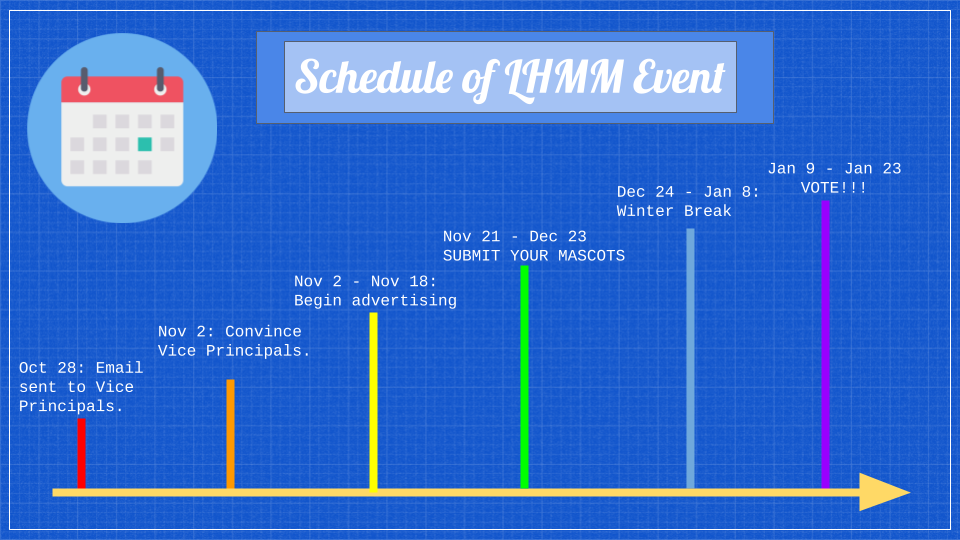 Schedule of LHMM Event
Jan 9 - Jan 23
VOTE!!!
Dec 24 - Jan 8:
Winter Break
Nov 21 - Dec 23
SUBMIT YOUR MASCOTS
Nov 2 - Nov 18:
Begin advertising
Nov 2: Convince
Vice Principals.
Oct 28: Email
sent to Vice
Principals.